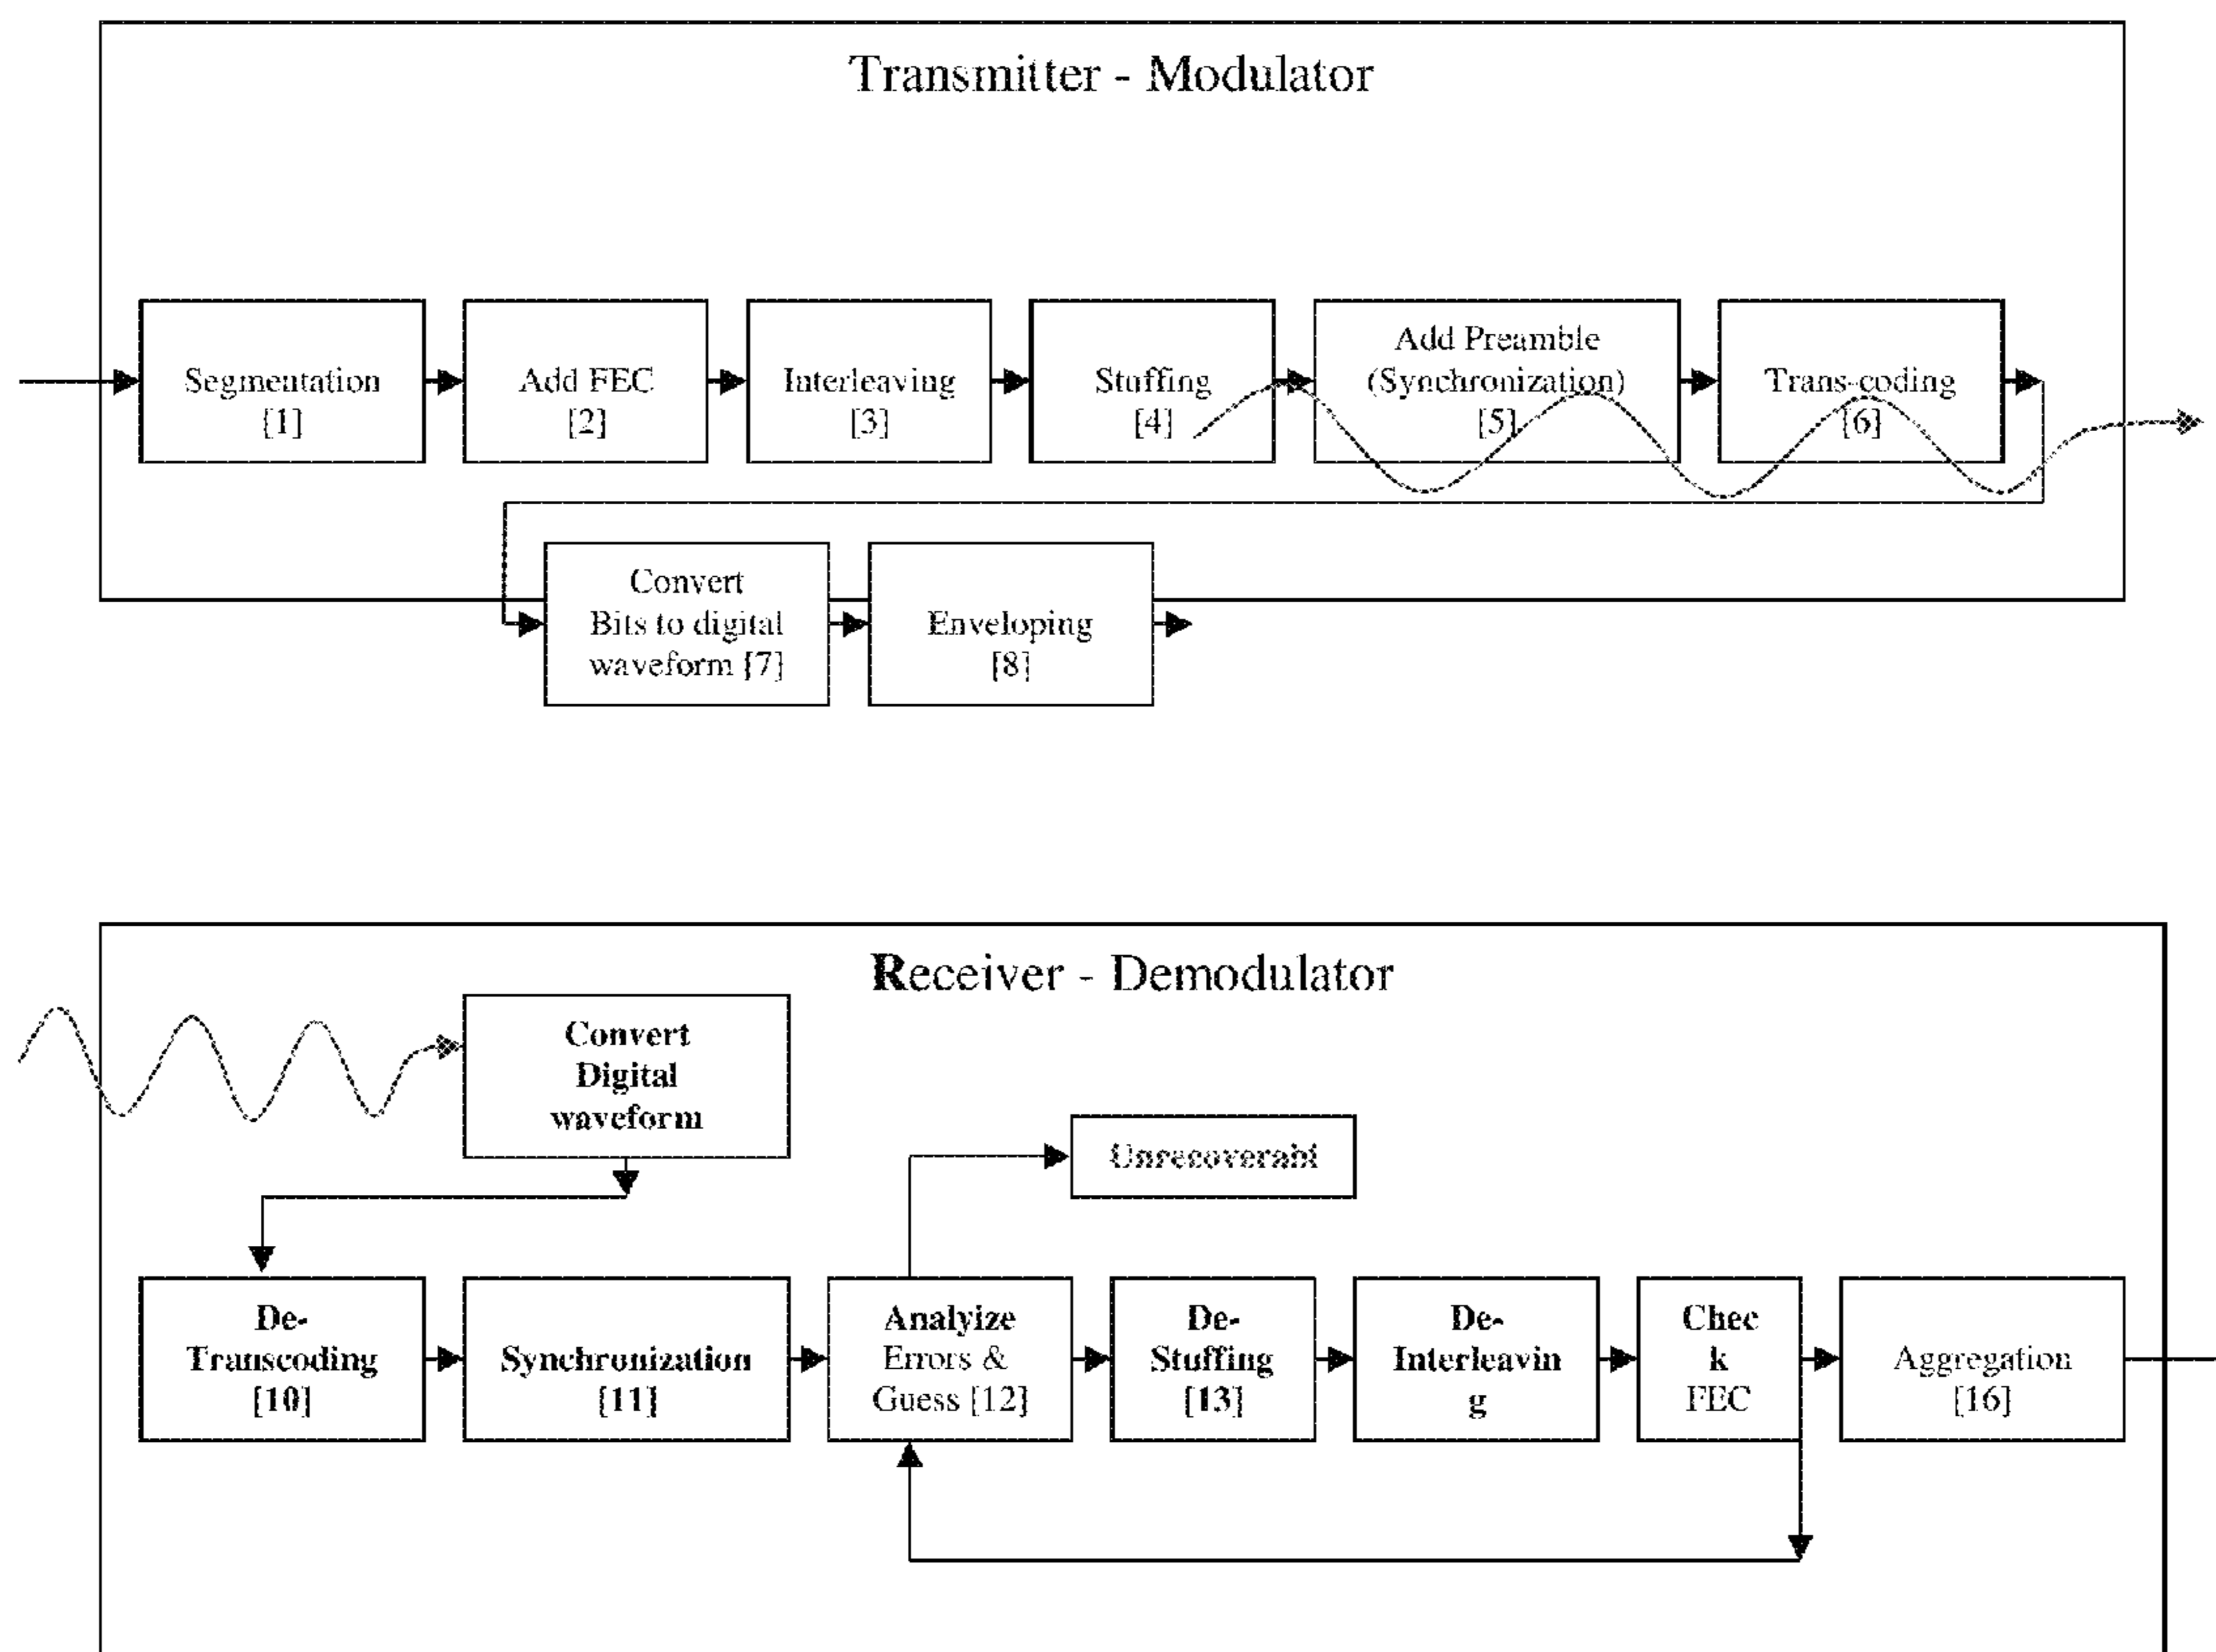 Transmitter - Modulator
Segmentation
[1]
Add FEC
[2]
Interleaving
[3]
Stuffing
[4]
Add Preamble
(Synchronization)
[5]
Trans-coding
[6]
Convert
Bits to digital
waveform [7]
Enveloping
[8]
Receiver - Demodulator
Convert
Digital
waveform
Unrecoverabl
De-
Transcoding
[10]
Synchronization
[11]
Analyize
Errors &
Guess [12]
De-
Stuffing
[13]
De-
Interleavin
g
Chec
k
FEC
Aggregation
[16]